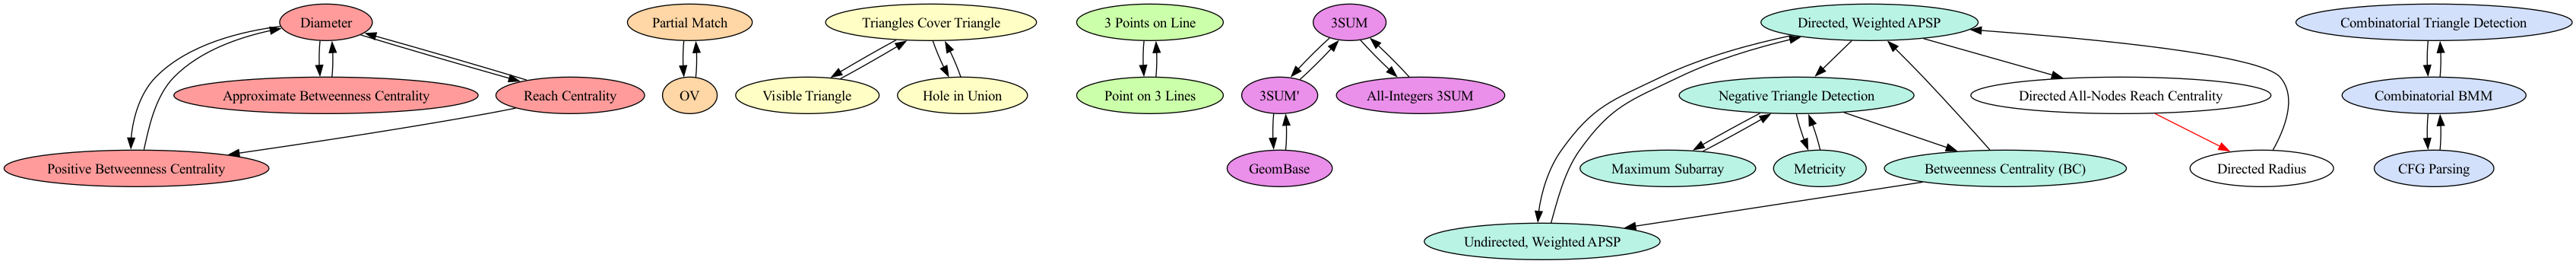 Diameter
Partial Match
Triangles Cover Triangle
3 Points on Line
3SUM
Directed, Weighted APSP
Combinatorial Triangle Detection
Approximate Betweenness Centrality
Reach Centrality
OV
Visible Triangle
Hole in Union
Point on 3 Lines
3SUM'
All-Integers 3SUM
Negative Triangle Detection
Directed All-Nodes Reach Centrality
Combinatorial BMM
Positive Betweenness Centrality
GeomBase
Maximum Subarray
Metricity
Betweenness Centrality (BC)
Directed Radius
CFG Parsing
Undirected, Weighted APSP